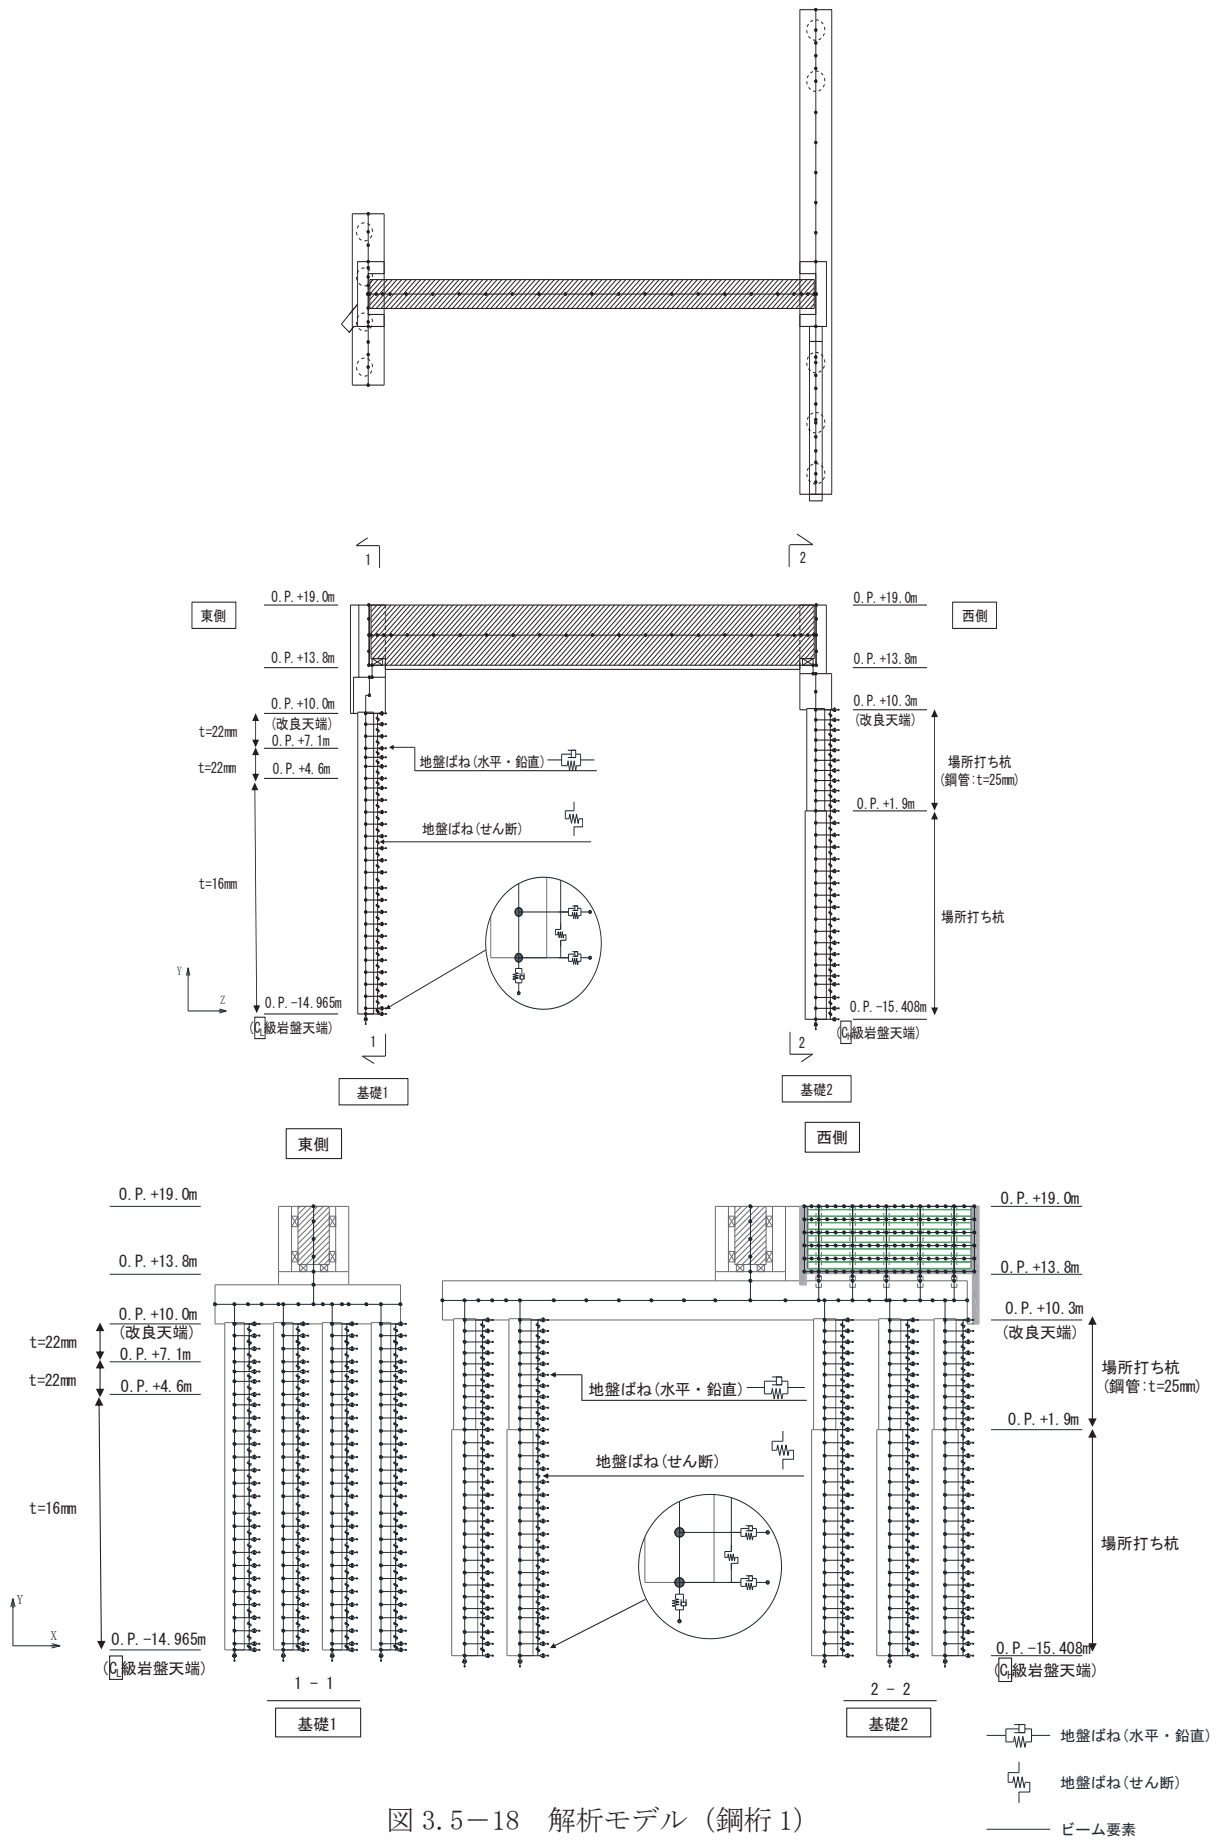 1
2
東側
O.P.+19.0m
O.P.+19.0m
西側
O.P.+13.8m
O.P.+13.8m
O.P.+10.0m
(改良天端)
O.P.+10.3m
(改良天端)
t=22mm
O.P.+7.1m
t=22mm
O.P.+4.6m
地盤ばね(水平・鉛直)
場所打ち杭
(鋼管:t=25mm)
O.P.+1.9m
地盤ばね(せん断)
t=16mm
場所打ち杭
Y
Z
O.P.-14.965m
(CL級岩盤天端)
O.P.-15.408m
(CH級岩盤天端)
1
2
基礎1
基礎2
東側
西側
O.P.+19.0m
O.P.+19.0m
O.P.+13.8m
O.P.+13.8m
O.P.+10.0m
(改良天端)
O.P.+10.3m
(改良天端)
t=22mm
O.P.+7.1m
t=22mm
O.P.+4.6m
地盤ばね(水平・鉛直)
場所打ち杭
(鋼管:t=25mm)
O.P.+1.9m
地盤ばね(せん断)
t=16mm
場所打ち杭
Y
X
O.P.-14.965m
(CL級岩盤天端)
O.P.-15.408m
(CH級岩盤天端)
1 - 1
2 - 2
基礎1
基礎2
地盤ばね(水平・鉛直)
地盤ばね(せん断)
ビーム要素
図 3.5－18　解析モデル（鋼桁 1）